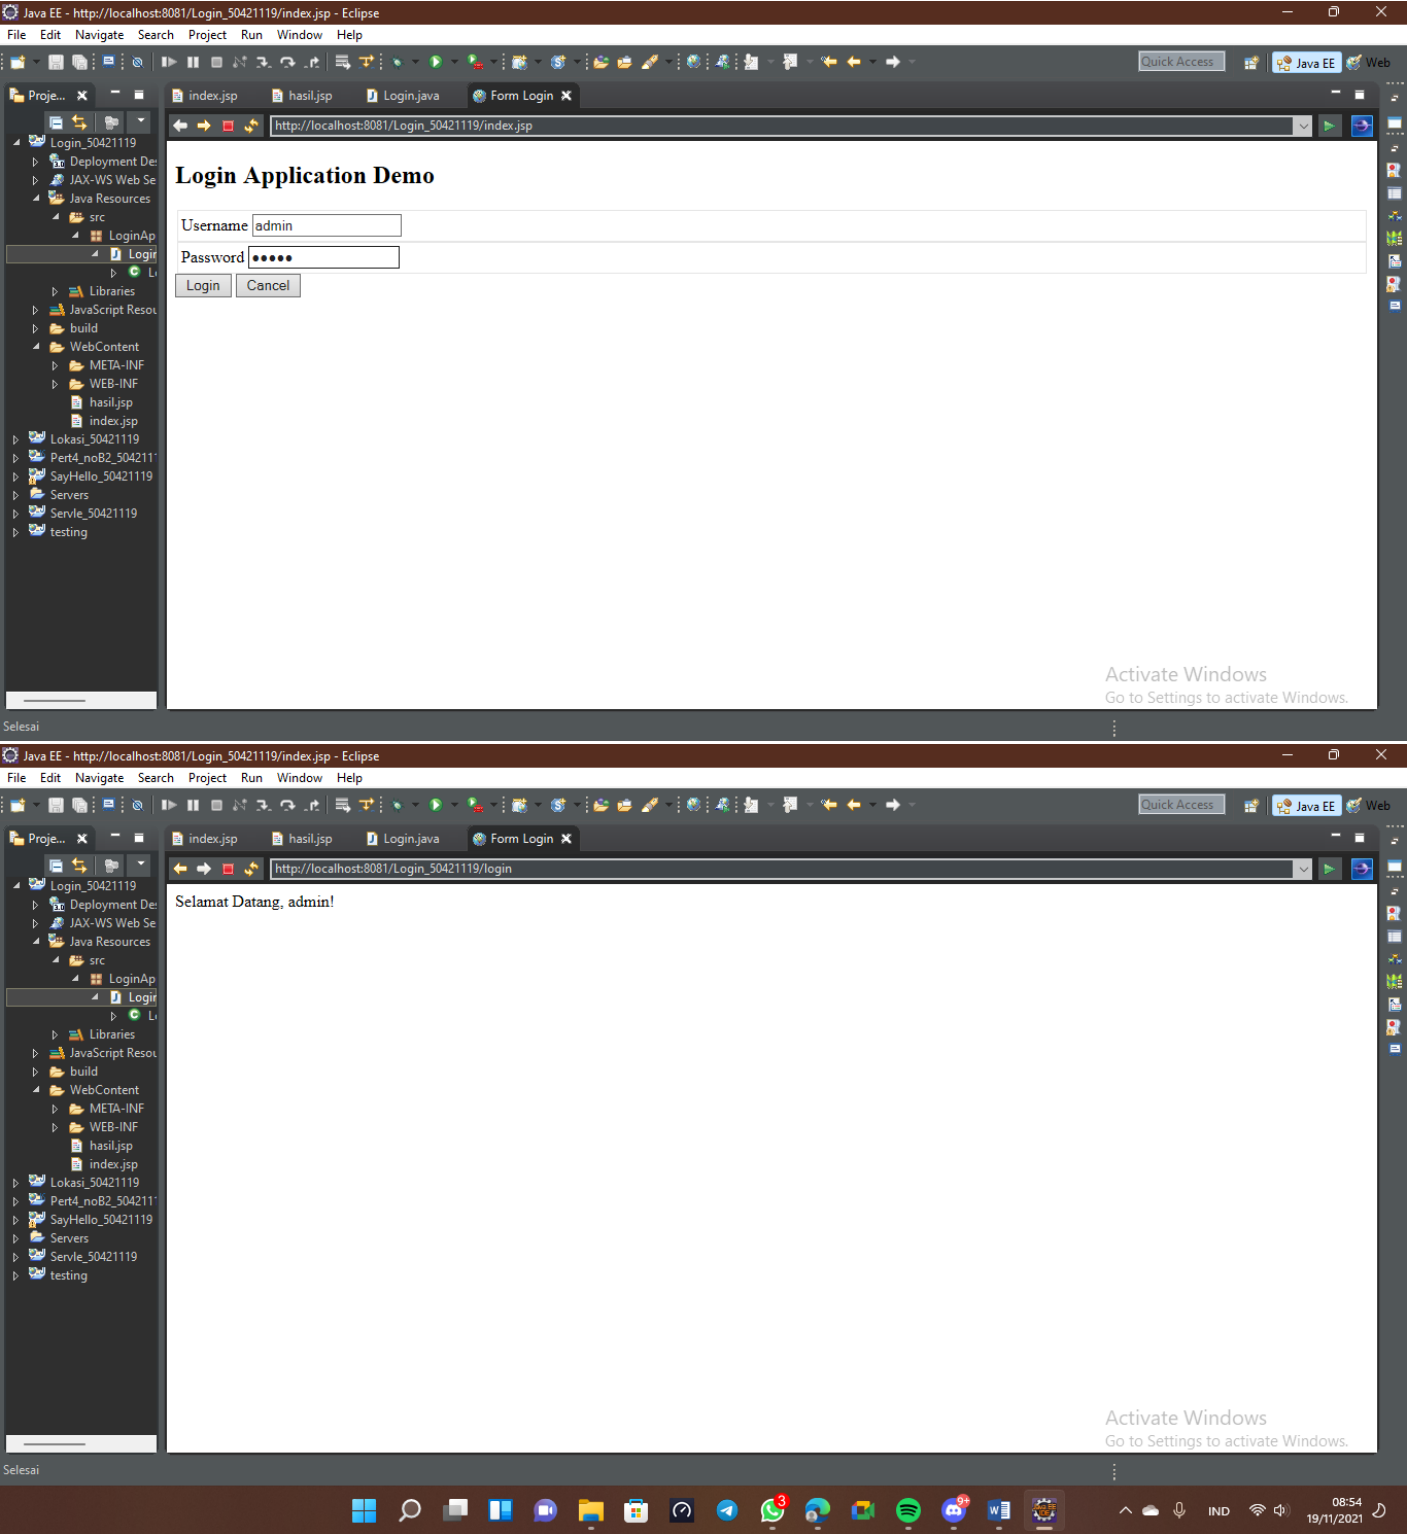 Java EE - http://localhost:8081/Login_50421119/index.jsp - Eclipse
File Edit Navigate Search Project Run Window Help
Quick Access Java EE Web
Proje... index.jsp hasil.jsp Login.java Form Login
http://localhost:8081/Login_50421119/index.jsp
Login_50421119
Deployment De
JAX-WS Web Se
Java Resources
src
LoginAp
Login
Libraries
JavaScript Resou
build
WebContent
META-INF
WEB-INF
hasil.jsp
index.jsp
Lokasi_50421119
Pert4_noB2_504211
SayHello_50421119
Servers
Servle_50421119
testing
Login Application Demo
Username admin
Password •••••
Login Cancel
Activate Windows
Go to Settings to activate Windows.
Selesai
Java EE - http://localhost:8081/Login_50421119/index.jsp - Eclipse
File Edit Navigate Search Project Run Window Help
Quick Access Java EE Web
Proje... index.jsp hasil.jsp Login.java Form Login
http://localhost:8081/Login_50421119/login
Login_50421119
Deployment De
JAX-WS Web Se
Java Resources
src
LoginAp
Login
Libraries
JavaScript Resou
build
WebContent
META-INF
WEB-INF
hasil.jsp
index.jsp
Lokasi_50421119
Pert4_noB2_504211
SayHello_50421119
Servers
Servle_50421119
testing
Selamat Datang, admin!
Activate Windows
Go to Settings to activate Windows.
Selesai
3
9+
IND
08:54
19/11/2021